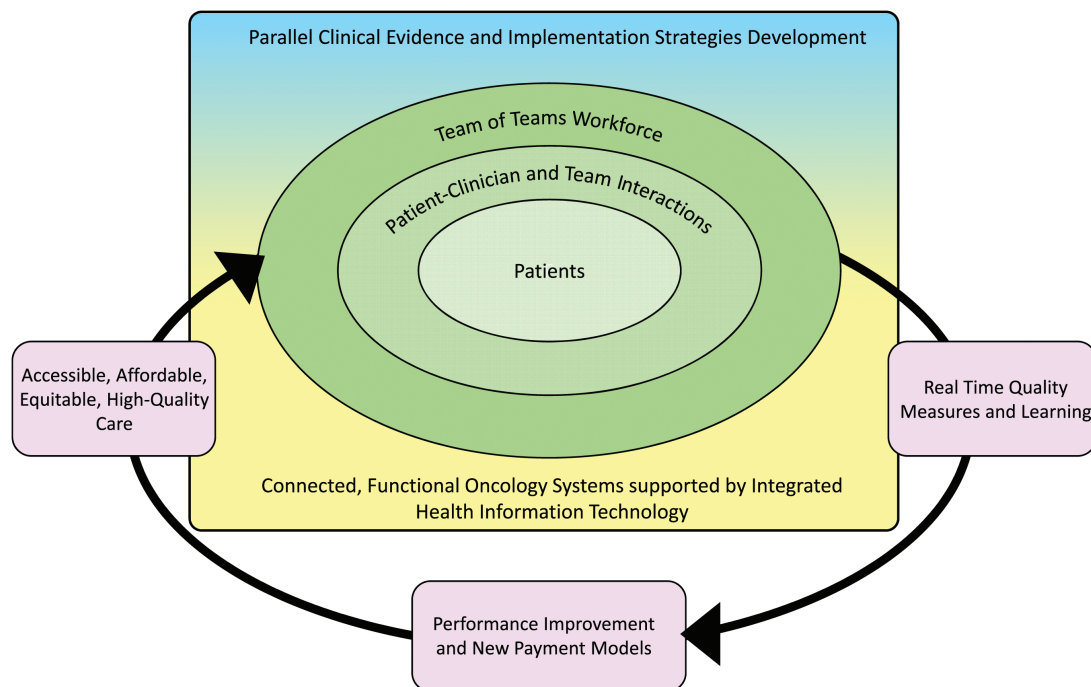 Parallel Clinical Evidence and Implementation Strategies Development
Team of Teams Workforce
Patient-Clinician and Team Interactions
Patients
Accessible, Affordable,
Equitable, High-Quality
Care
Real Time Quality
Measures and Learning
Connected, Functional Oncology Systems supported by Integrated
Health Information Technology
Performance Improvement
and New Payment Models